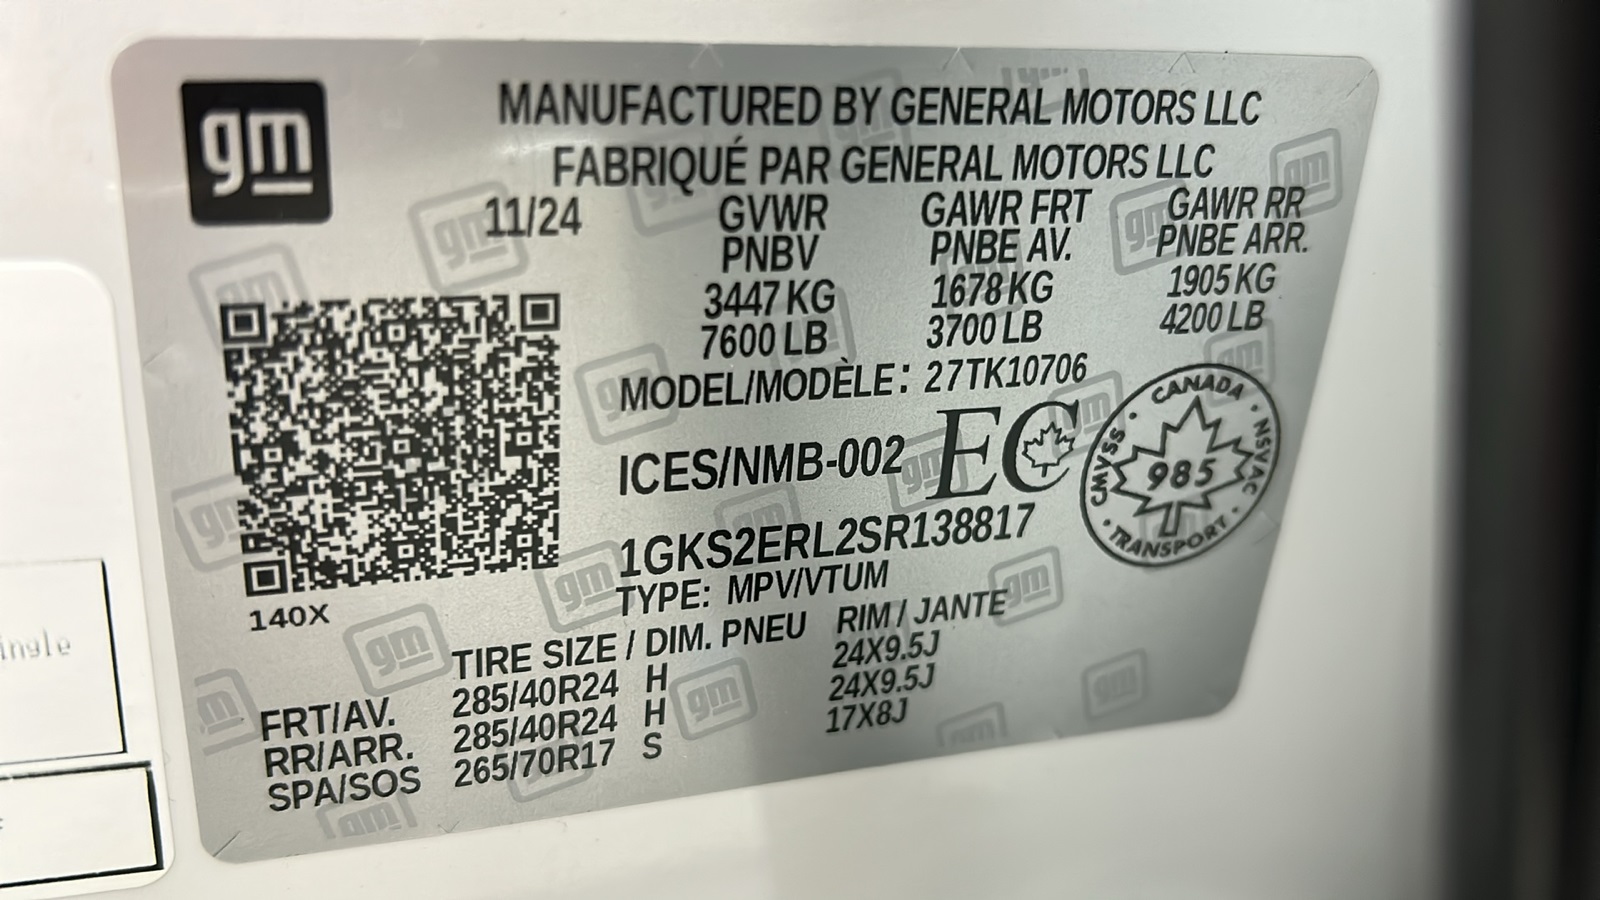 gm
MANUFACTURED BY GENERAL MOTORS LLC
FABRIQUÉ PAR GENERAL MOTORS LLC
11/24 GVWR GAWR FRT GAWR RR
PNBV PNBE AV. PNBE ARR.
3447 KG 1678 KG 1905 KG
7600 LB 3700 LB 4200 LB
MODEL/MODÈLE: 27TK10706
ICES/NMB-002 EC
CANADA · NSVAC · TRANSPORT · CMVSS ·
985
1GKS2ERL2SR138817
TYPE: MPV/VTUM
140X
TIRE SIZE / DIM. PNEU RIM / JANTE
FRT/AV. 285/40R24 H 24X9.5J
RR/ARR. 285/40R24 H 24X9.5J
SPA/SOS 265/70R17 S 17X8J